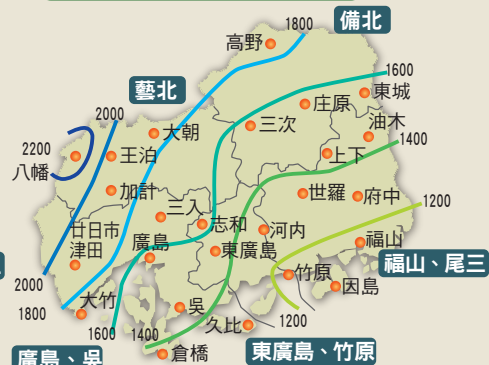 備北
1800
高野
藝北
1600
2000
庄原
東城
大朝
三次
油木
2200
王泊
上下
1400
八幡
加計
世羅
府中
1200
三入
志和
河内
廿日市
津田
廣島
東廣島
福山
福山、尾三
2000
竹原
因島
1800
大竹
吳
久比
1200
1600
1400
倉橋
東廣島、竹原
廣島、吳